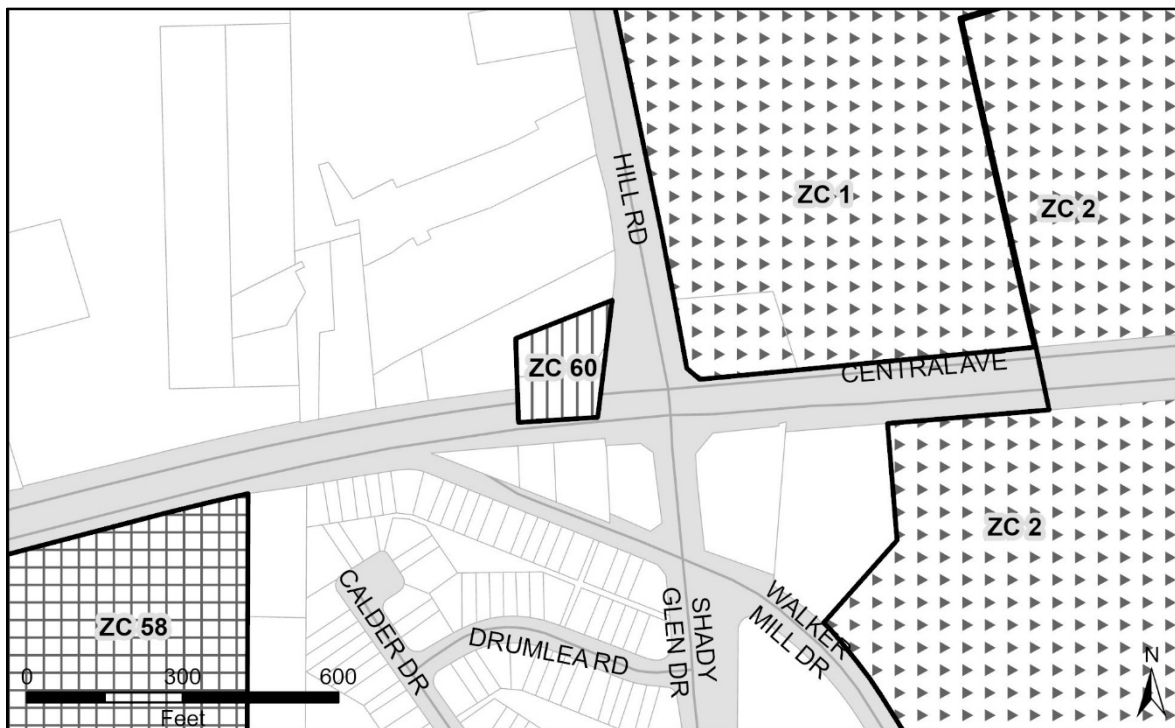 HILL RD
ZC 1
ZC 2
ZC 60
CENTRAL AVE
ZC 2
ZC 58
CALDER DR
DRUMLEA RD
SHADY
GLEN DR
WALKER
MILL DR
0 300 600
Feet
N